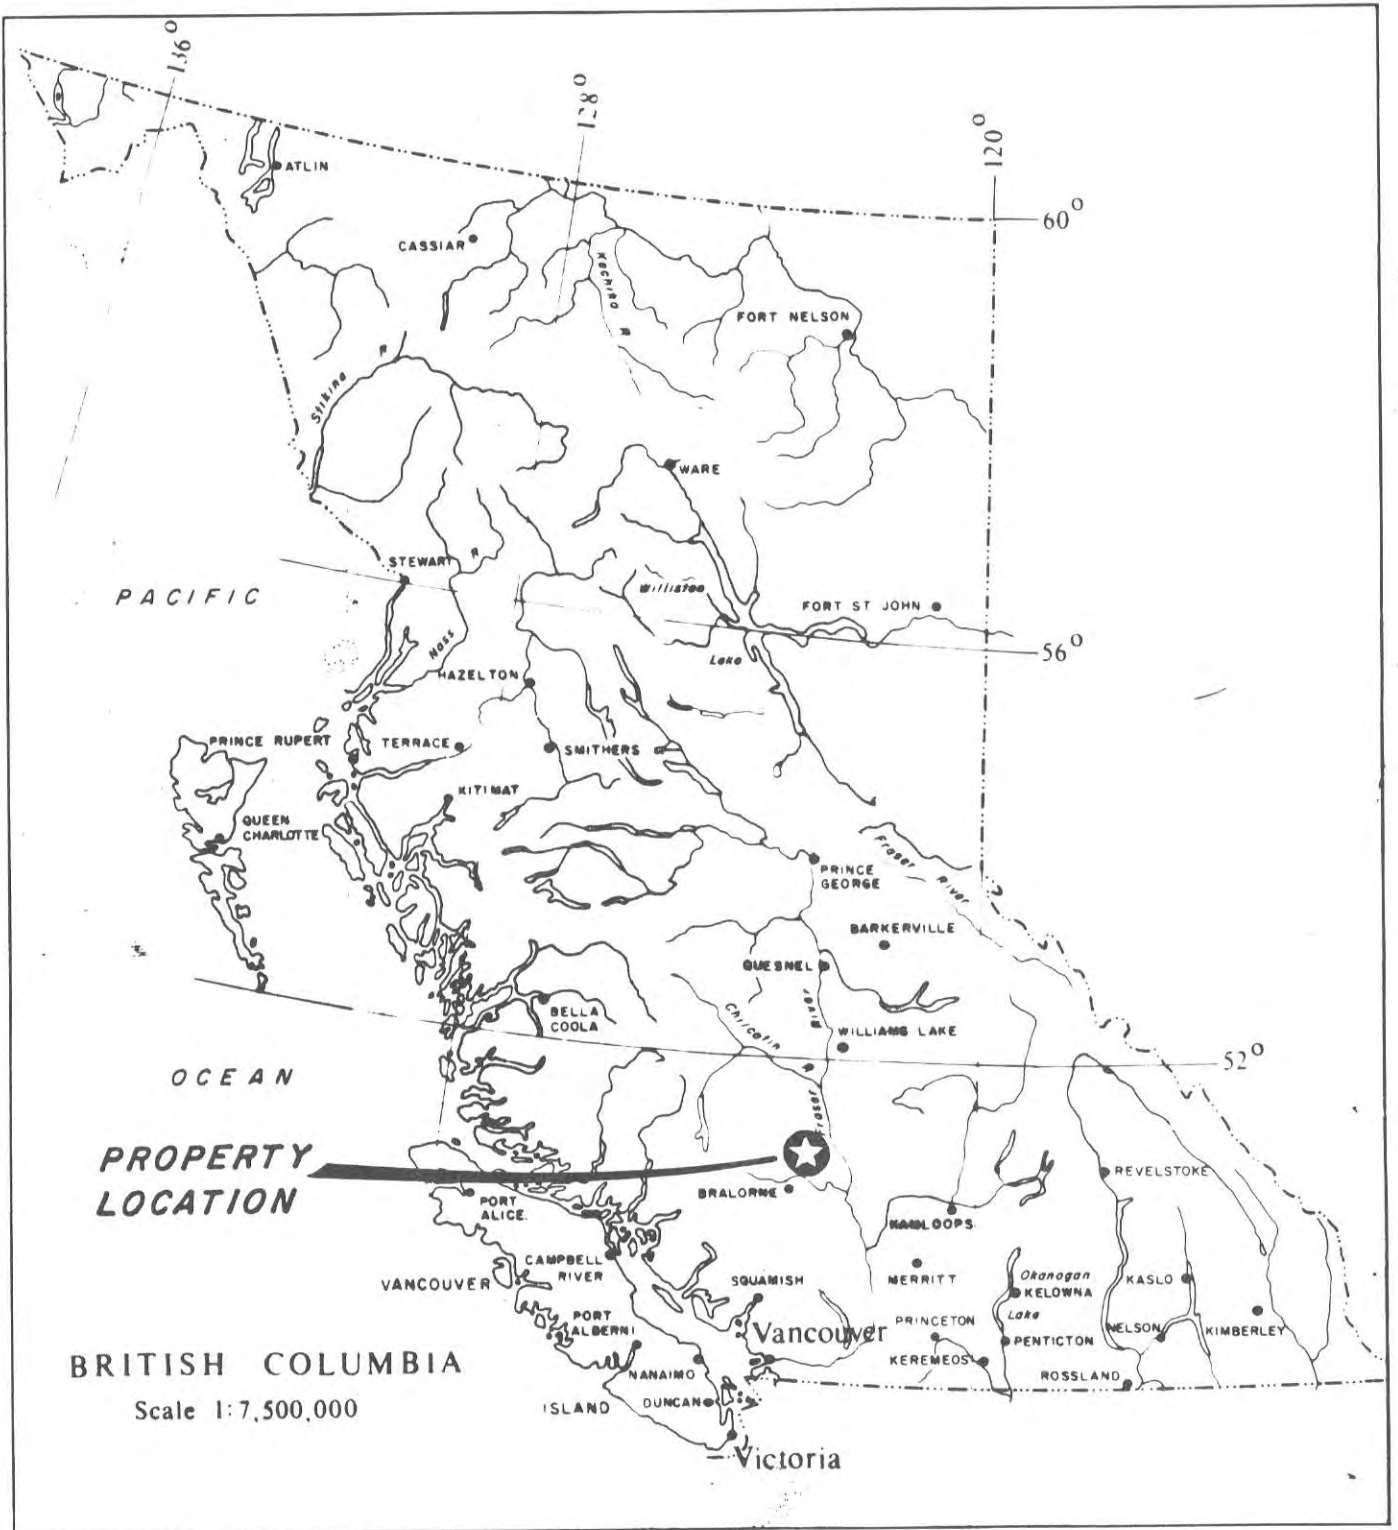 136°
128°
120°
ATLIN
60°
CASSIAR
Kechika R
FORT NELSON
Stikine R
WARE
STEWART
R
PACIFIC
Williston
FORT ST JOHN
Nass
56°
Lake
HAZELTON
PRINCE RUPERT
TERRACE
SMITHERS
KITIMAT
QUEEN
CHARLOTTE
Fraser River
PRINCE
GEORGE
BARKERVILLE
QUESNEL
River
BELLA
COOLA
Chilcotin R
WILLIAMS LAKE
52°
OCEAN
Fraser
PROPERTY
LOCATION
REVELSTOKE
PORT
ALICE.
BRALORNE
KAMLOOPS
CAMPBELL
RIVER
VANCOUVER
SQUAMISH
MERRITT
Okanagan
KELOWNA
Lake
KASLO
PORT
ALBERNI
Vancouver
PRINCETON
PENTICTON
NELSON
KIMBERLEY
BRITISH COLUMBIA
NANAIMO
KEREMEOS
ROSSLAND
Scale 1:7,500,000
ISLAND
DUNCAN
Victoria